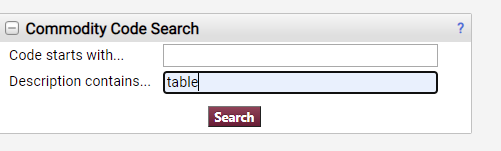 Commodity Code Search ?
Code starts with...
Description contains... table
Search